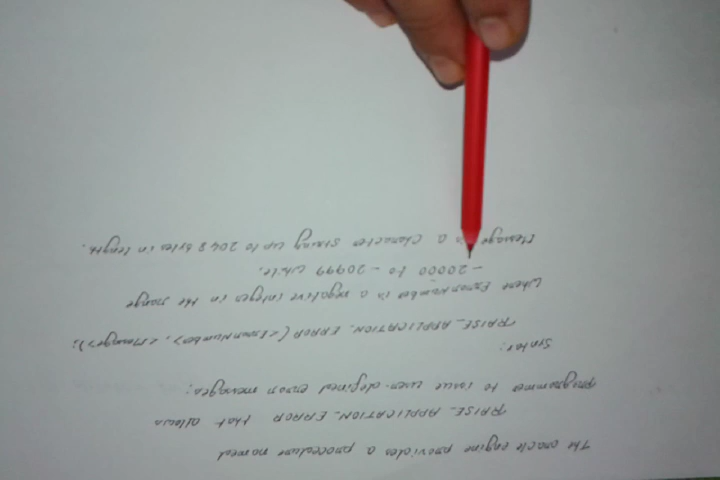 The oracle engine provides a procedure named
RAISE_APPLICATION_ERROR that allows
programmer to issue user-defined error messages:
Syntax:
RAISE_APPLICATION_ERROR (<ErrorNumber>, <Message>);
Where ErrorNumber is a negative integer in the range
-20000 to -20999 while.
Message is a character string up to 2048 bytes in length.